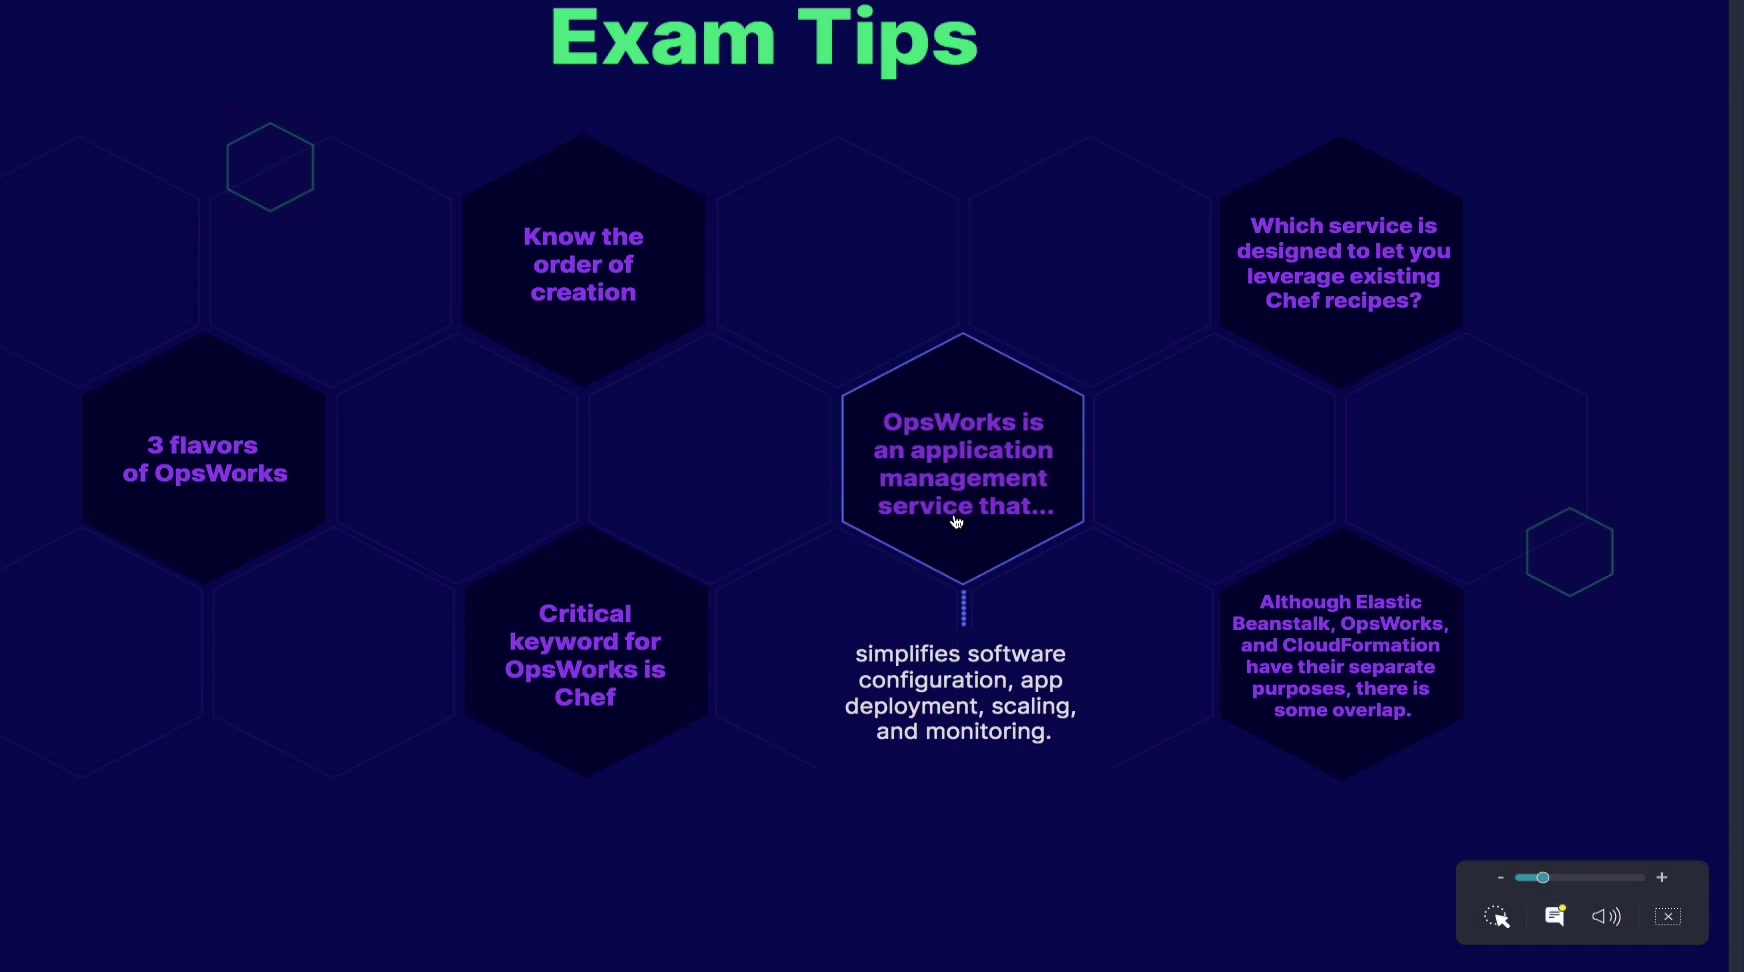 Exam Tips
Know the
order of
creation
Which service is
designed to let you
leverage existing
Chef recipes?
3 flavors
of OpsWorks
OpsWorks is
an application
management
service that...
Critical
keyword for
OpsWorks is
Chef
simplifies software
configuration, app
deployment, scaling,
and monitoring.
Although Elastic
Beanstalk, OpsWorks,
and CloudFormation
have their separate
purposes, there is
some overlap.